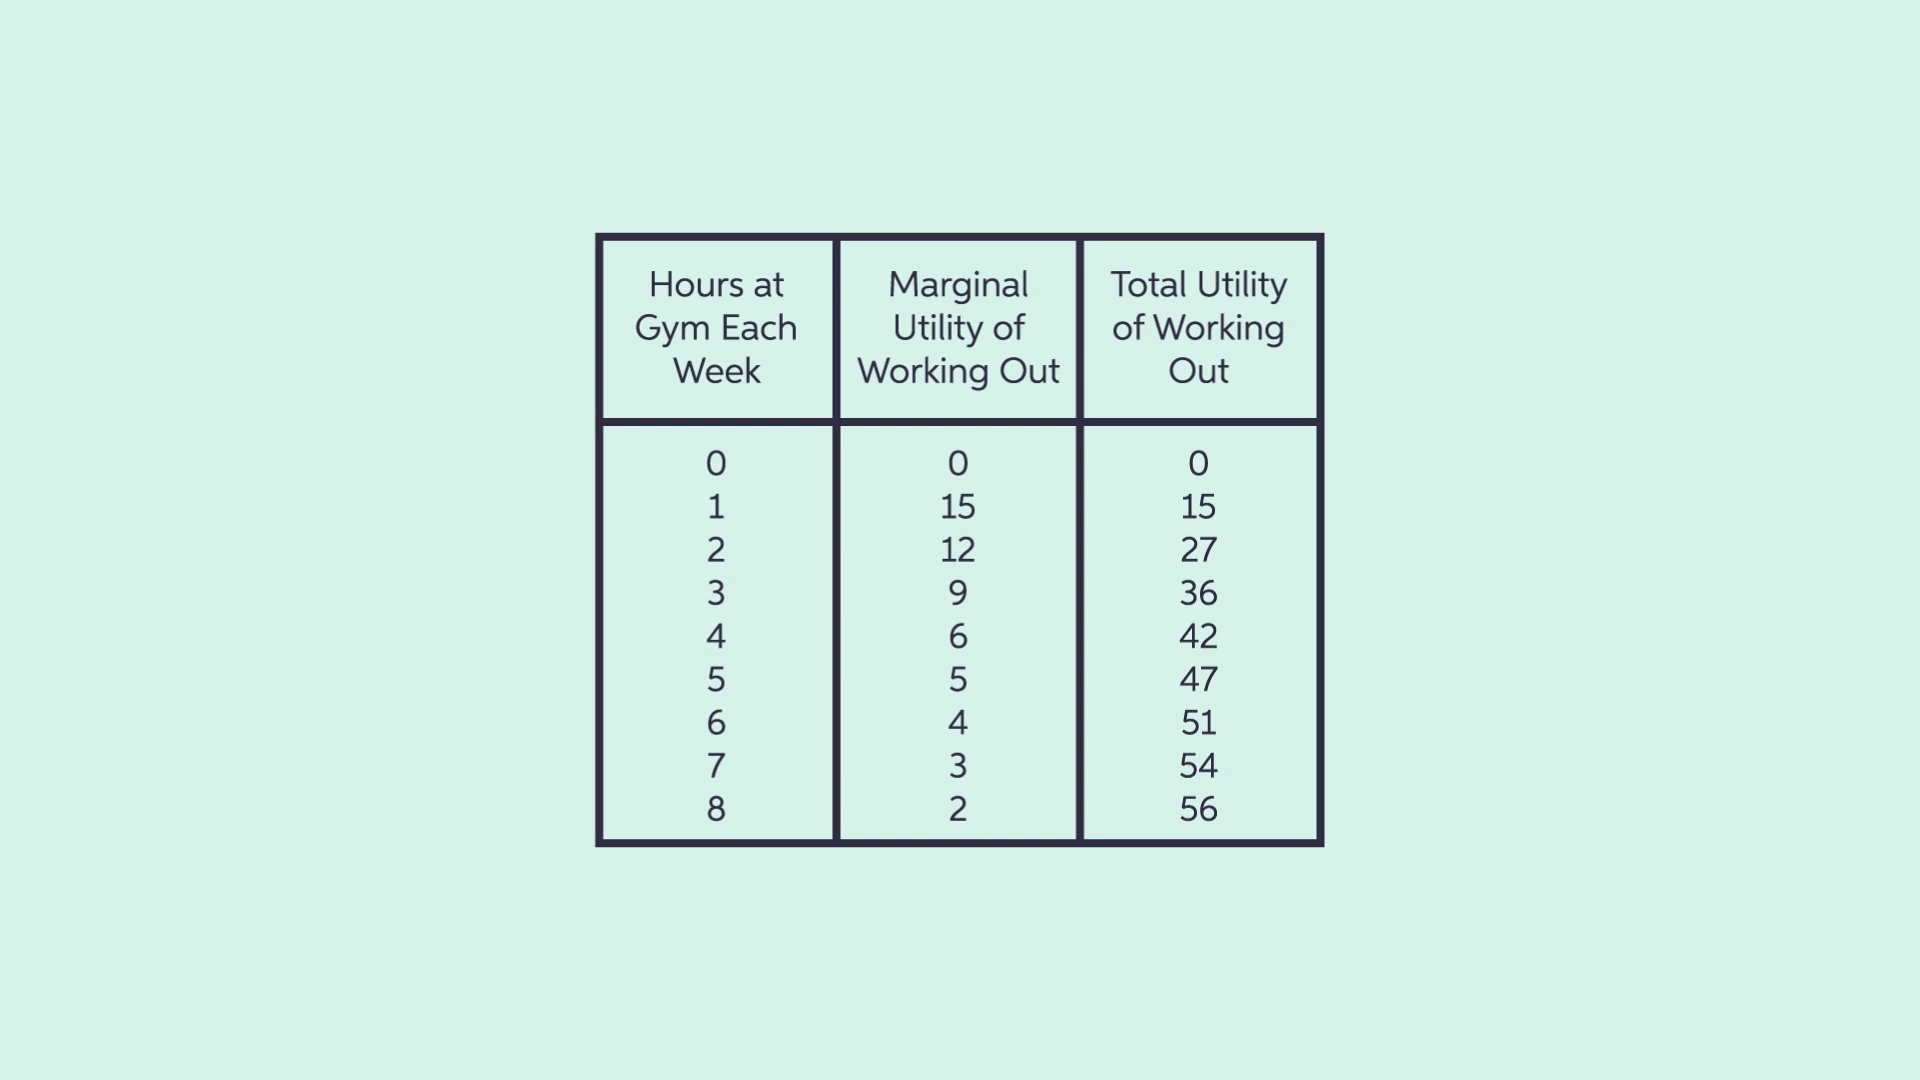 Hours at
Gym Each
Week
Marginal
Utility of
Working Out
Total Utility
of Working
Out
0 0 0
1 15 15
2 12 27
3 9 36
4 6 42
5 5 47
6 4 51
7 3 54
8 2 56